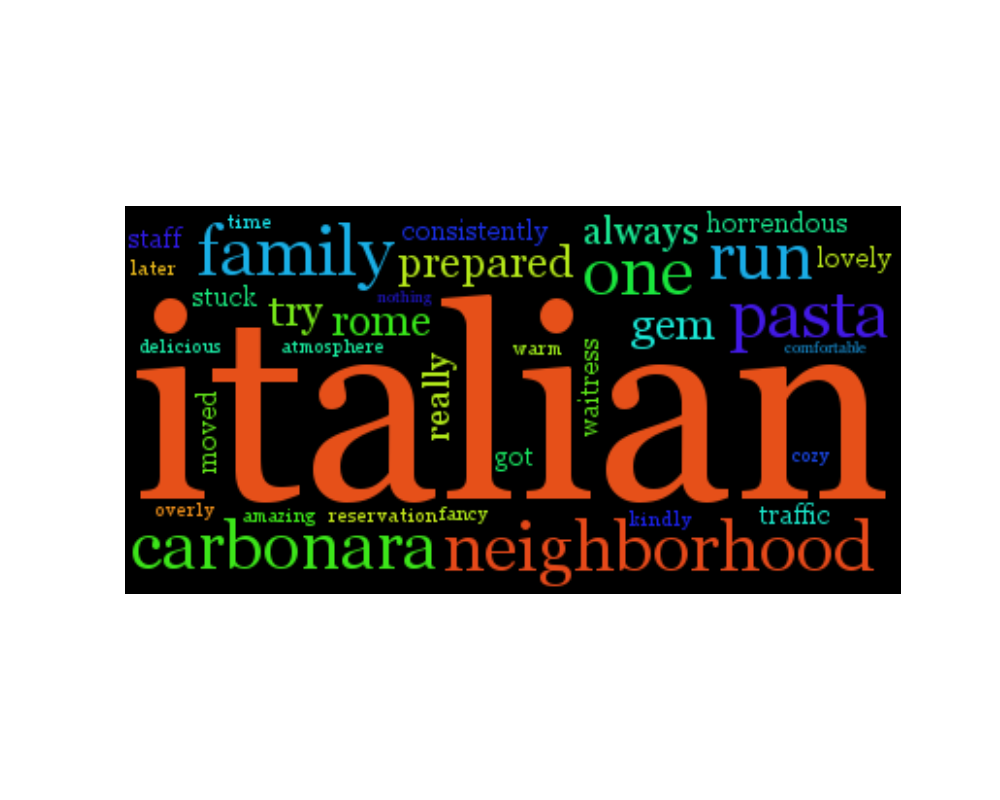 time
staff
family
consistently
always
horrendous
later
prepared
one
run
lovely
stuck
try
rome
nothing
gem
pasta
delicious
atmosphere
warm
comfortable
italian
moved
really
waitress
got
cozy
overly
amazing
reservation
fancy
kindly
traffic
carbonara
neighborhood